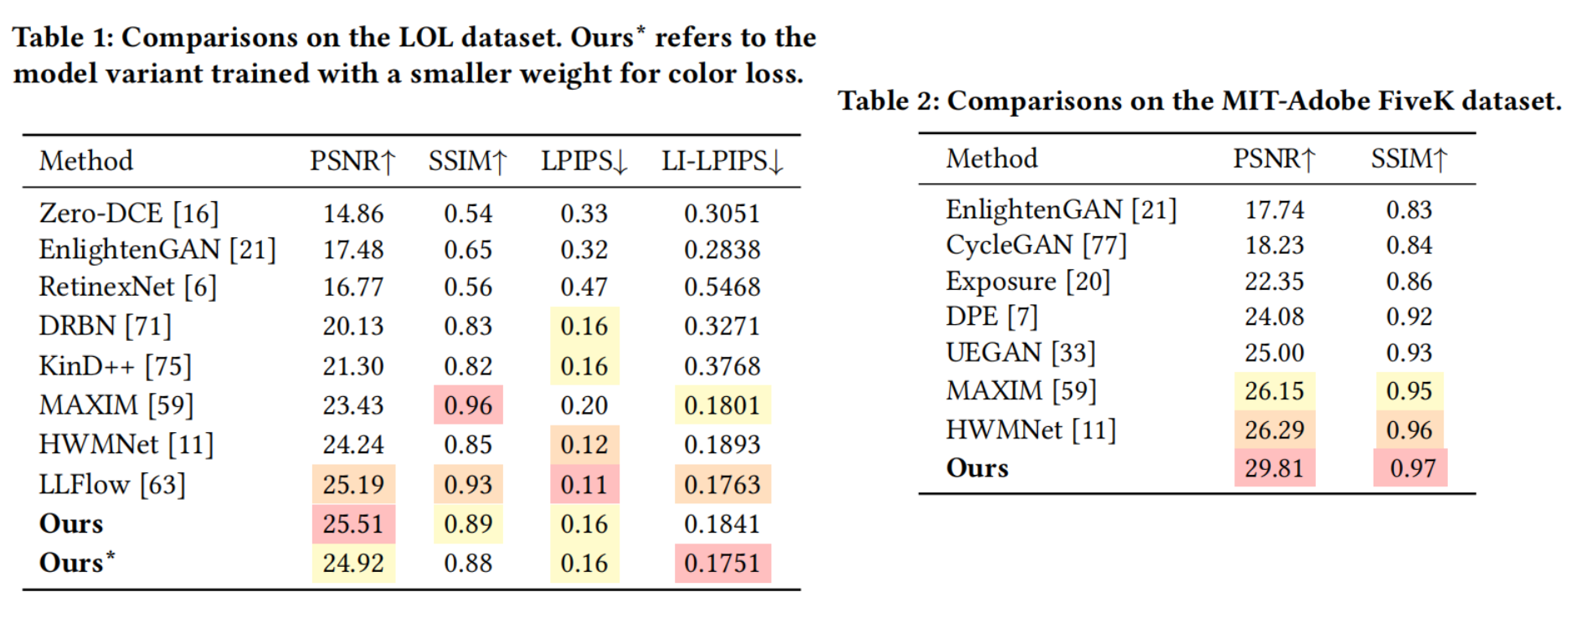 Table 1: Comparisons on the LOL dataset. Ours* refers to the
model variant trained with a smaller weight for color loss.
Method PSNR↑ SSIM↑ LPIPS↓ LI-LPIPS↓
Zero-DCE [16] 14.86 0.54 0.33 0.3051
EnlightenGAN [21] 17.48 0.65 0.32 0.2838
RetinexNet [6] 16.77 0.56 0.47 0.5468
DRBN [71] 20.13 0.83 0.16 0.3271
KinD++ [75] 21.30 0.82 0.16 0.3768
MAXIM [59] 23.43 0.96 0.20 0.1801
HWMNet [11] 24.24 0.85 0.12 0.1893
LLFlow [63] 25.19 0.93 0.11 0.1763
Ours 25.51 0.89 0.16 0.1841
Ours* 24.92 0.88 0.16 0.1751
Table 2: Comparisons on the MIT-Adobe FiveK dataset.
Method PSNR↑ SSIM↑
EnlightenGAN [21] 17.74 0.83
CycleGAN [77] 18.23 0.84
Exposure [20] 22.35 0.86
DPE [7] 24.08 0.92
UEGAN [33] 25.00 0.93
MAXIM [59] 26.15 0.95
HWMNet [11] 26.29 0.96
Ours 29.81 0.97